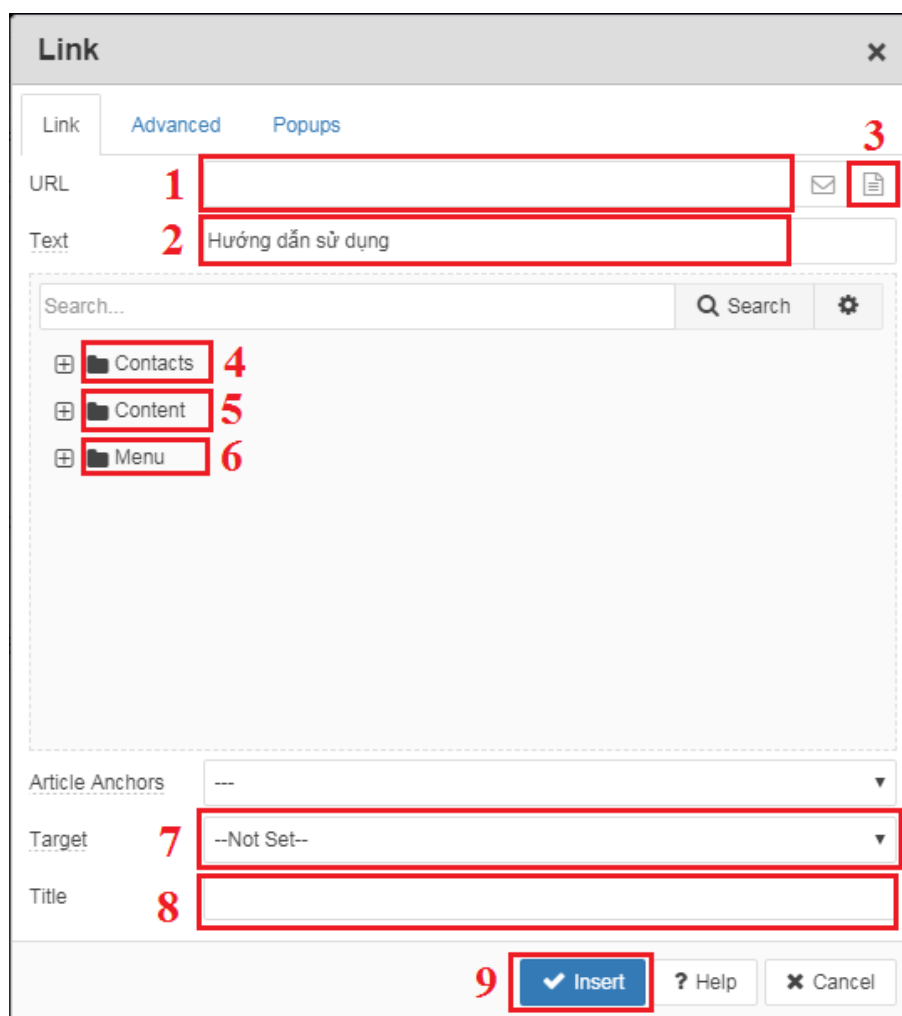 Link
Link Advanced Popups
3
URL 1
Text 2 Hướng dẫn sử dụng
Search... Search
Contacts 4
Content 5
Menu 6
Article Anchors ---
Target 7 --Not Set--
Title 8
9 Insert ? Help Cancel